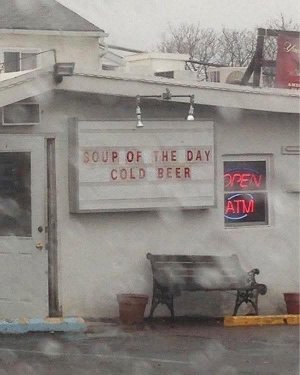 SOUP OF THE DAY
COLD BEER
OPEN
ATM